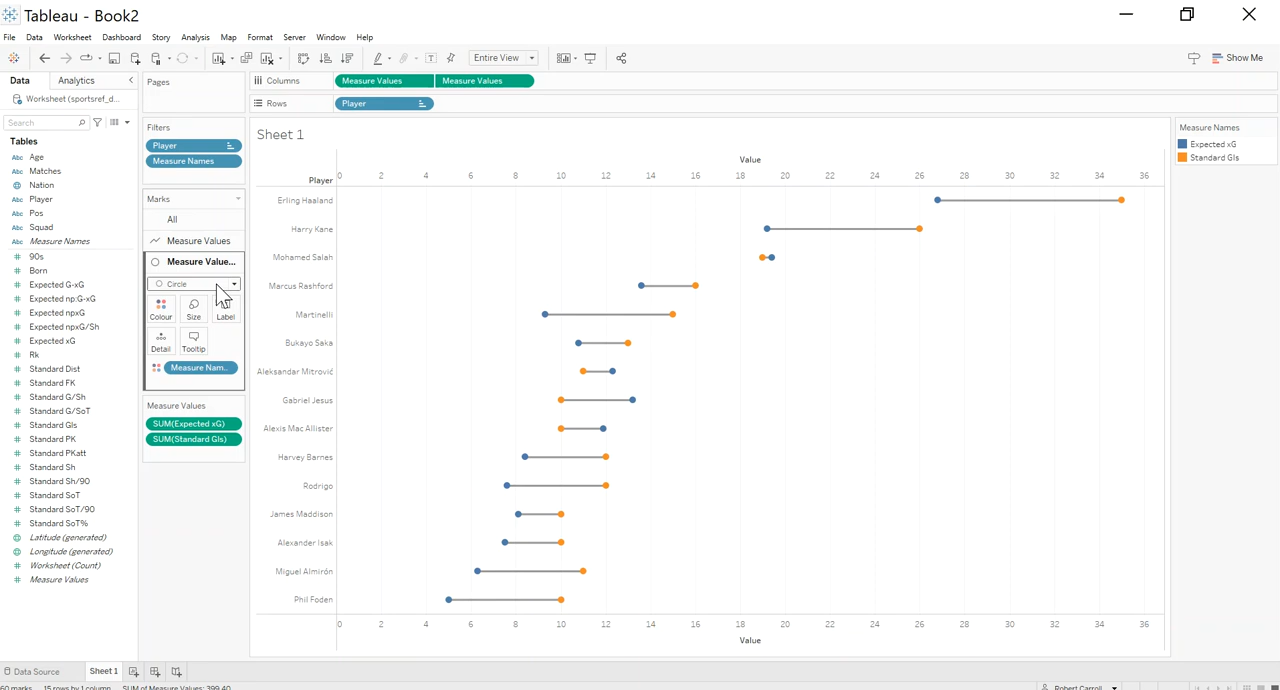 Tableau - Book2
File Data Worksheet Dashboard Story Analysis Map Format Server Window Help
Entire View
Show Me
Data Analytics
Worksheet (sportsref_d...
Search
Tables
Abc Age
Abc Matches
Nation
Abc Player
Abc Pos
Abc Squad
Abc Measure Names
# 90s
# Born
# Expected G-xG
# Expected np:G-xG
# Expected npxG
# Expected npxG/Sh
# Expected xG
# Rk
# Standard Dist
# Standard FK
# Standard G/Sh
# Standard G/SoT
# Standard Gls
# Standard PK
# Standard PKatt
# Standard Sh
# Standard Sh/90
# Standard SoT
# Standard SoT/90
# Standard SoT%
Latitude (generated)
Longitude (generated)
# Worksheet (Count)
# Measure Values
Pages
Filters
Player
Measure Names
Marks
All
Measure Values
Measure Value...
Circle
Colour Size Label
Detail Tooltip
Measure Nam..
Measure Values
SUM(Expected xG)
SUM(Standard Gls)
Columns Measure Values Measure Values
Rows Player
Sheet 1
Value
Player 0 2 4 6 8 10 12 14 16 18 20 22 24 26 28 30 32 34 36
Erling Haaland
Harry Kane
Mohamed Salah
Marcus Rashford
Martinelli
Bukayo Saka
Aleksandar Mitrović
Gabriel Jesus
Alexis Mac Allister
Harvey Barnes
Rodrigo
James Maddison
Alexander Isak
Miguel Almirón
Phil Foden
0 2 4 6 8 10 12 14 16 18 20 22 24 26 28 30 32 34 36
Value
Measure Names
Expected xG
Standard Gls
Data Source Sheet 1
60 marks 15 rows by 1 column SUM of Measure Values: 399.40 Robert Carroll